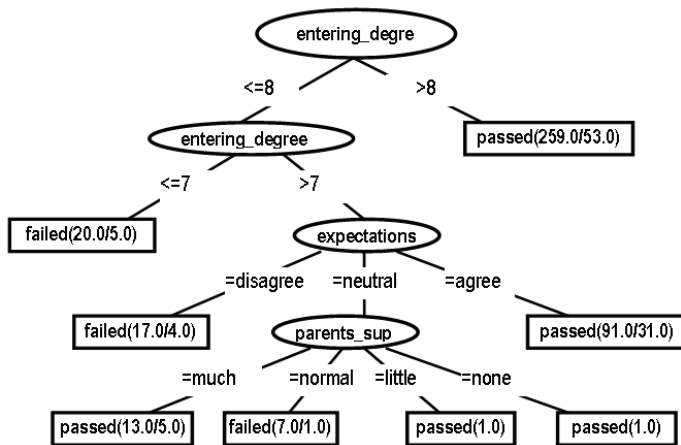 entering_degre
<=8
>8
entering_degree
passed(259.0/53.0)
<=7
>7
failed(20.0/5.0)
expectations
=disagree
=neutral
=agree
failed(17.0/4.0)
parents_sup
passed(91.0/31.0)
=much
=normal
=little
=none
passed(13.0/5.0)
failed(7.0/1.0)
passed(1.0)
passed(1.0)